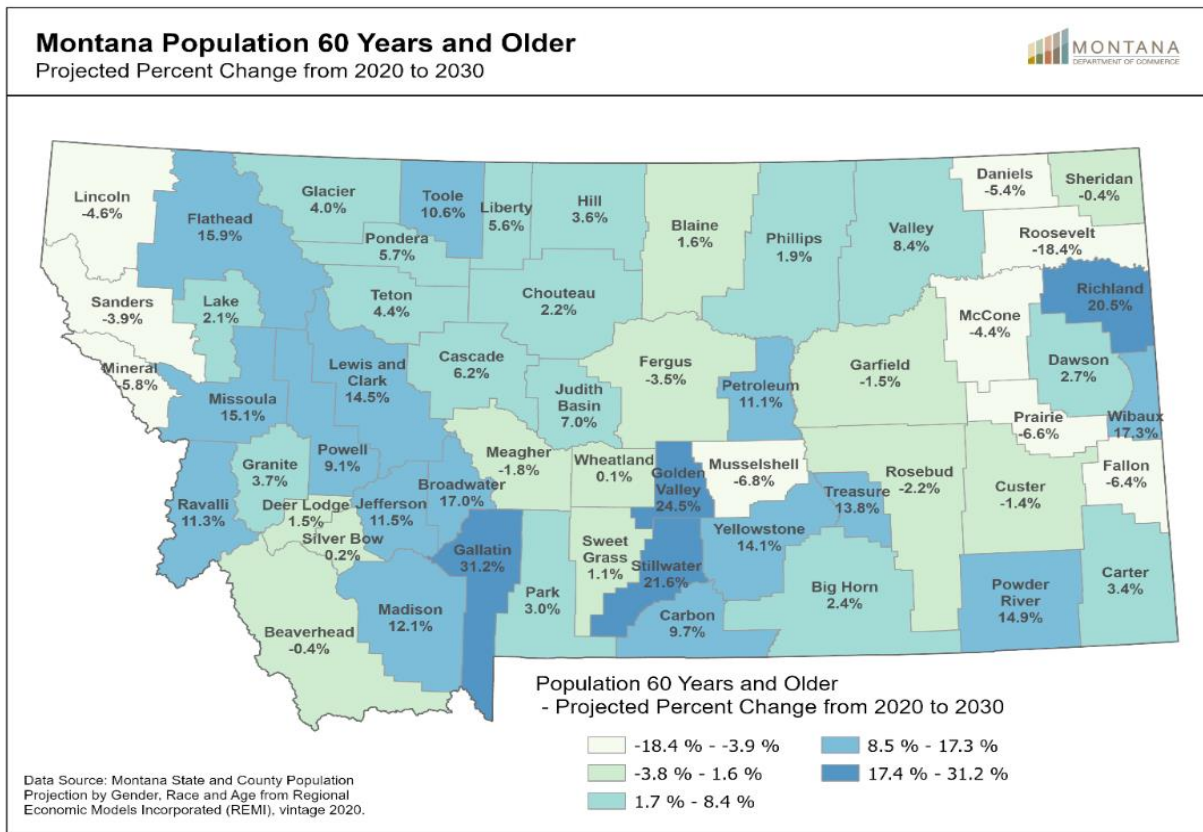 Montana Population 60 Years and Older
Projected Percent Change from 2020 to 2030
MONTANA
DEPARTMENT OF COMMERCE
Lincoln
-4.6%
Flathead
15.9%
Glacier
4.0%
Toole
10.6%
Liberty
5.6%
Hill
3.6%
Blaine
1.6%
Phillips
1.9%
Valley
8.4%
Daniels
-5.4%
Sheridan
-0.4%
Roosevelt
-18.4%
Pondera
5.7%
Sanders
-3.9%
Lake
2.1%
Teton
4.4%
Chouteau
2.2%
Richland
20.5%
McCone
-4.4%
Mineral
-5.8%
Missoula
15.1%
Lewis and
Clark
14.5%
Cascade
6.2%
Judith
Basin
7.0%
Fergus
-3.5%
Petroleum
11.1%
Garfield
-1.5%
Dawson
2.7%
Prairie
-6.6%
Wibaux
17.3%
Powell
9.1%
Granite
3.7%
Meagher
-1.8%
Wheatland
0.1%
Golden
Valley
24.5%
Musselshell
-6.8%
Rosebud
-2.2%
Custer
-1.4%
Fallon
-6.4%
Ravalli
11.3%
Deer Lodge
1.5%
Silver Bow
0.2%
Jefferson
11.5%
Broadwater
17.0%
Treasure
13.8%
Gallatin
31.2%
Park
3.0%
Sweet
Grass
1.1%
Stillwater
21.6%
Yellowstone
14.1%
Big Horn
2.4%
Powder
River
14.9%
Carter
3.4%
Beaverhead
-0.4%
Madison
12.1%
Carbon
9.7%
Population 60 Years and Older
- Projected Percent Change from 2020 to 2030
-18.4 % - -3.9 %
-3.8 % - 1.6 %
1.7 % - 8.4 %
8.5 % - 17.3 %
17.4 % - 31.2 %
Data Source: Montana State and County Population
Projection by Gender, Race and Age from Regional
Economic Models Incorporated (REMI), vintage 2020.